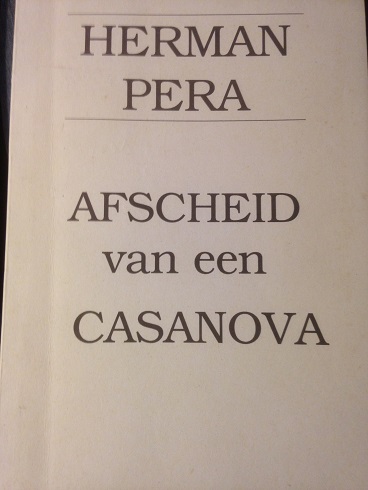 HERMAN
PERA
AFSCHEID
van een
CASANOVA